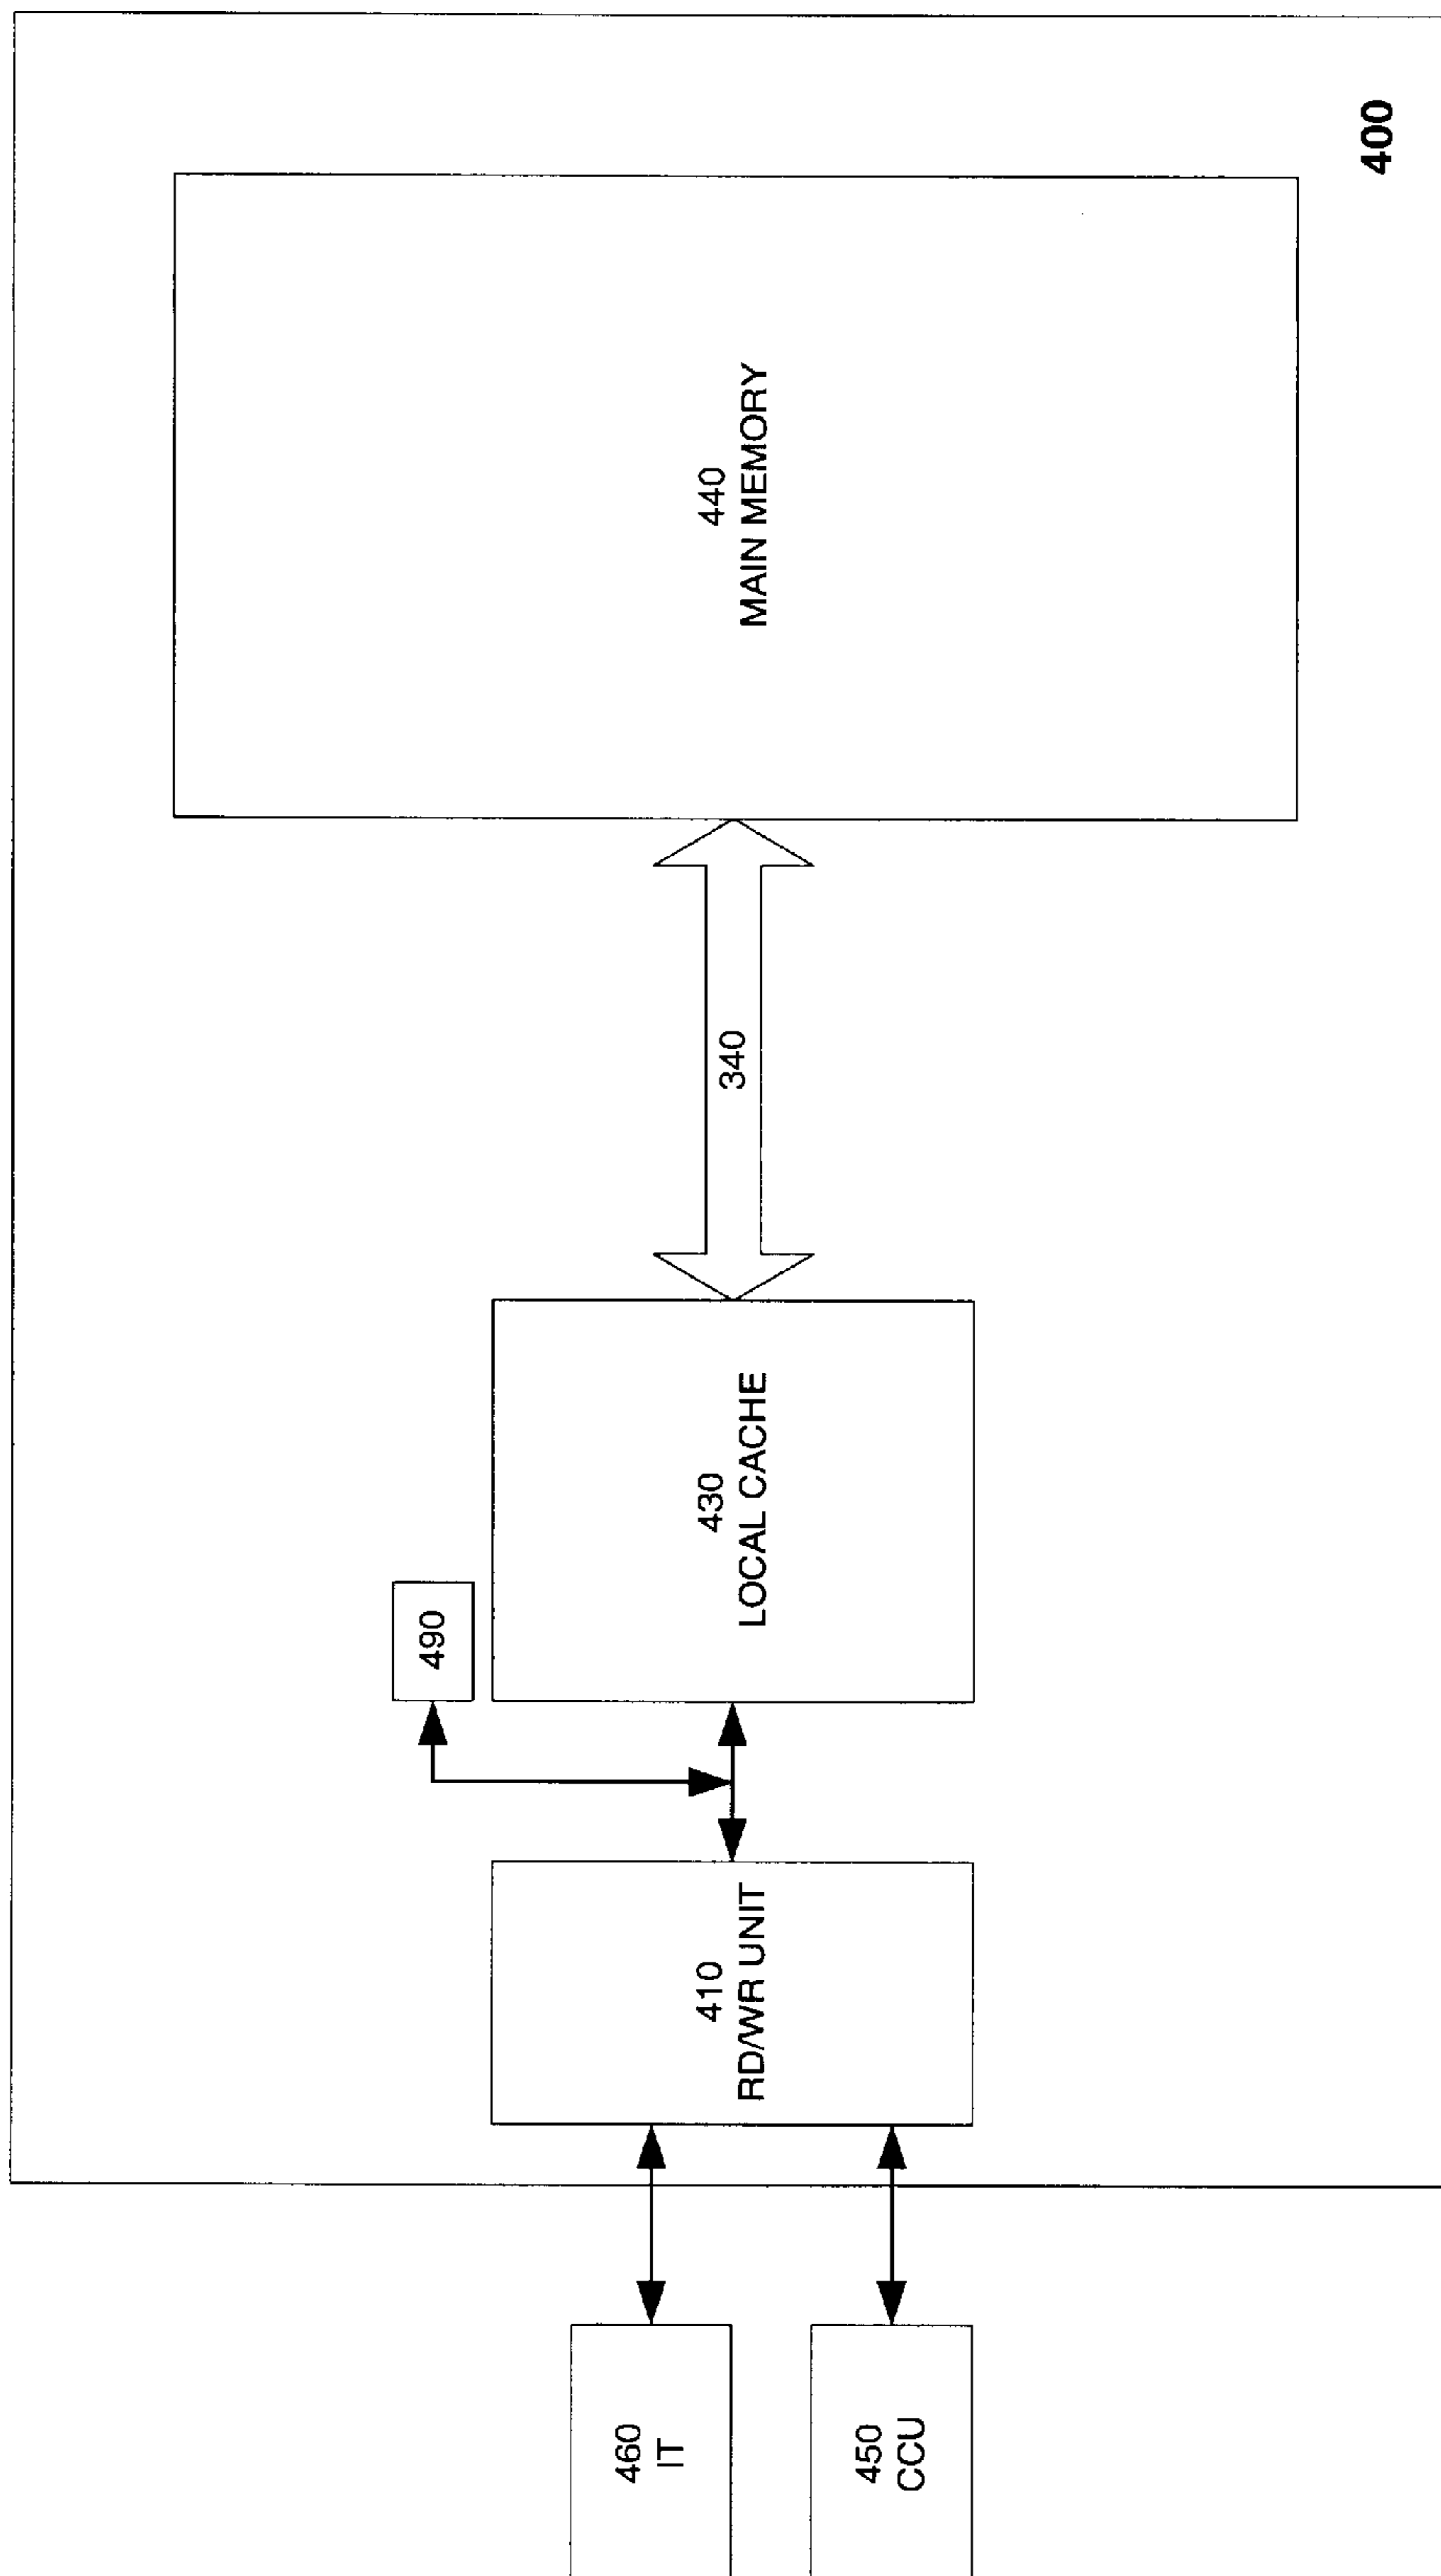 400
440
MAIN MEMORY
340
490
430
LOCAL CACHE
410
RD/WR UNIT
460
IT
450
CCU